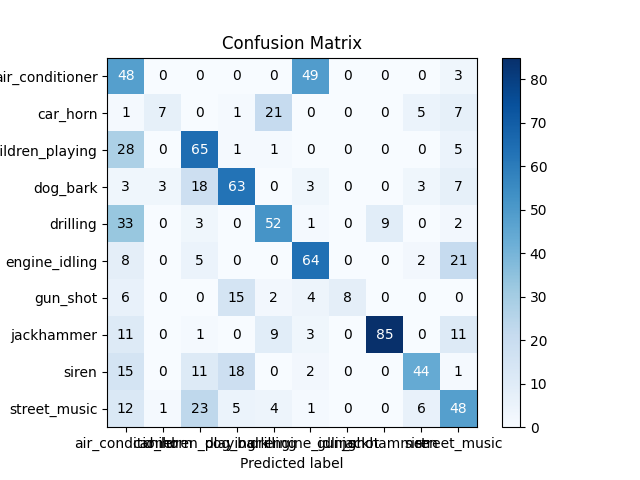 Confusion Matrix
air_conditioner 48 0 0 0 0 49 0 0 0 3
car_horn 1 7 0 1 21 0 0 0 5 7
ildren_playing 28 0 65 1 1 0 0 0 0 5
dog_bark 3 3 18 63 0 3 0 0 3 7
drilling 33 0 3 0 52 1 0 9 0 2
engine_idling 8 0 5 0 0 64 0 0 2 21
gun_shot 6 0 0 15 2 4 8 0 0 0
jackhammer 11 0 1 0 9 3 0 85 0 11
siren 15 0 11 18 0 2 0 0 44 1
street_music 12 1 23 5 4 1 0 0 6 48
street_music
Predicted label
80
70
60
50
40
30
20
10
0